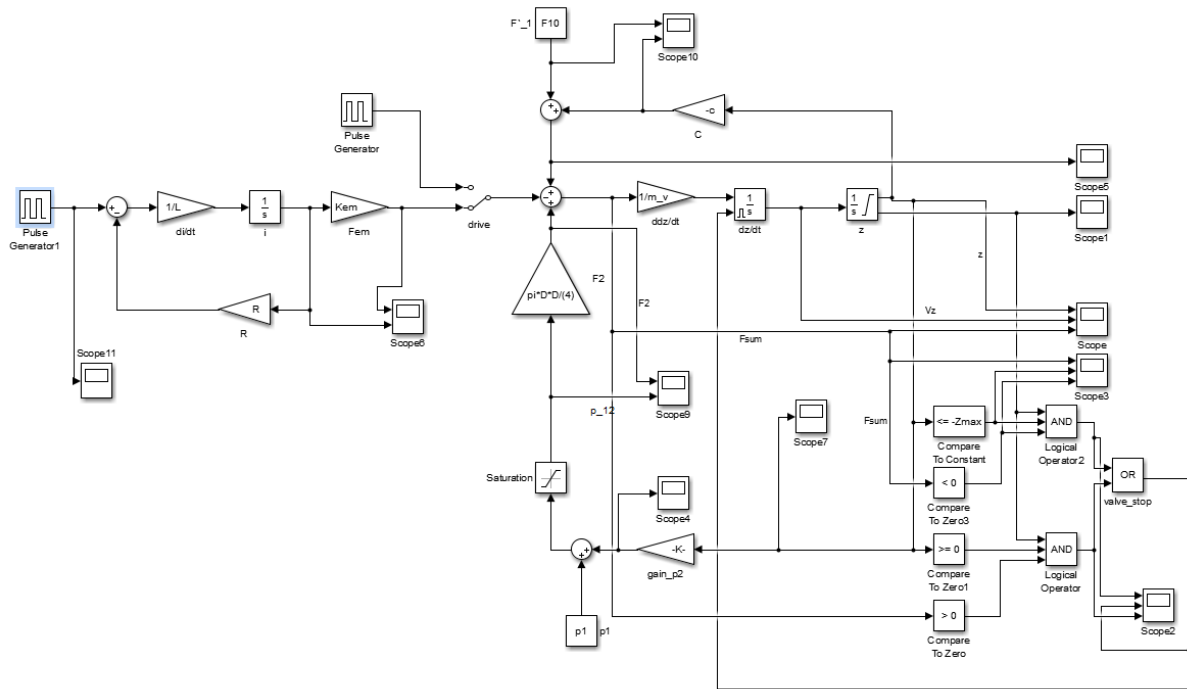 F`_1
F10
Scope10
Pulse
Generator
-c
C
Scope5
Pulse
Generator1
1/L
di/dt
1
s
i
Kem
Fem
drive
1/m_v
ddz/dt
1
s
dz/dt
1
s
z
Scope1
R
R
Scope6
Scope11
pi*D*D/(4)
F2
F2
z
Vz
Scope
Fsum
Scope3
p_12
Scope9
Scope7
Fsum
<= -Zmax
Compare
To Constant
AND
Logical
Operator2
OR
valve_stop
Saturation
Scope4
< 0
Compare
To Zero3
-K-
gain_p2
>= 0
Compare
To Zero1
AND
Logical
Operator
p1
p1
> 0
Compare
To Zero
Scope2